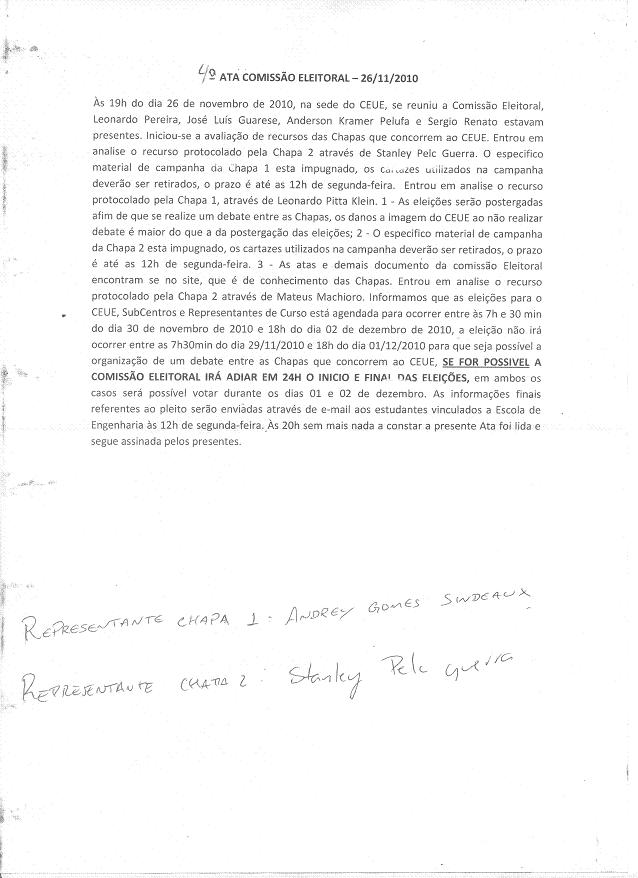 4º ATA COMISSÃO ELEITORAL – 26/11/2010
Às 19h do dia 26 de novembro de 2010, na sede do CEUE, se reuniu a Comissão Eleitoral,
Leonardo Pereira, José Luís Guarese, Anderson Kramer Pelufa e Sergio Renato estavam
presentes. Iniciou-se a avaliação de recursos das Chapas que concorrem ao CEUE. Entrou em
analise o recurso protocolado pela Chapa 2 através de Stanley Pelc Guerra. O especifico
material de campanha da Chapa 1 esta impugnado, os cartazes utilizados na campanha
deverão ser retirados, o prazo é até as 12h de segunda-feira. Entrou em analise o recurso
protocolado pela Chapa 1, através de Leonardo Pitta Klein. 1 - As eleições serão postergadas
afim de que se realize um debate entre as Chapas, os danos a imagem do CEUE ao não realizar
debate é maior do que a da postergação das eleições; 2 - O especifico material de campanha
da Chapa 2 esta impugnado, os cartazes utilizados na campanha deverão ser retirados, o prazo
é até as 12h de segunda-feira. 3 - As atas e demais documento da comissão Eleitoral
encontram se no site, que é de conhecimento das Chapas. Entrou em analise o recurso
protocolado pela Chapa 2 através de Mateus Machioro. Informamos que as eleições para o
CEUE, SubCentros e Representantes de Curso está agendada para ocorrer entre às 7h e 30 min
do dia 30 de novembro de 2010 e 18h do dia 02 de dezembro de 2010, a eleição não irá
ocorrer entre as 7h30min do dia 29/11/2010 e 18h do dia 01/12/2010 para que seja possível a
organização de um debate entre as Chapas que concorrem ao CEUE, SE FOR POSSIVEL A
COMISSÃO ELEITORAL IRÁ ADIAR EM 24H O INICIO E FINAL DAS ELEIÇÕES, em ambos os
casos será possível votar durante os dias 01 e 02 de dezembro. As informações finais
referentes ao pleito serão enviadas através de e-mail aos estudantes vinculados a Escola de
Engenharia às 12h de segunda-feira. Às 20h sem mais nada a constar a presente Ata foi lida e
segue assinada pelos presentes.
REPRESENTANTE CHAPA 1: ANDREY GOMES SINDEAUX
REPRESENTANTE CHAPA 2: Stanley Pelc Guerra